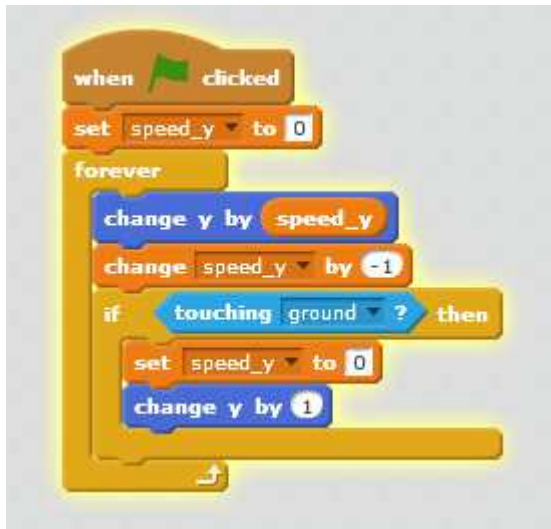 when clicked
set speed_y to 0
forever
change y by speed_y
change speed_y by -1
if touching ground ? then
set speed_y to 0
change y by 1